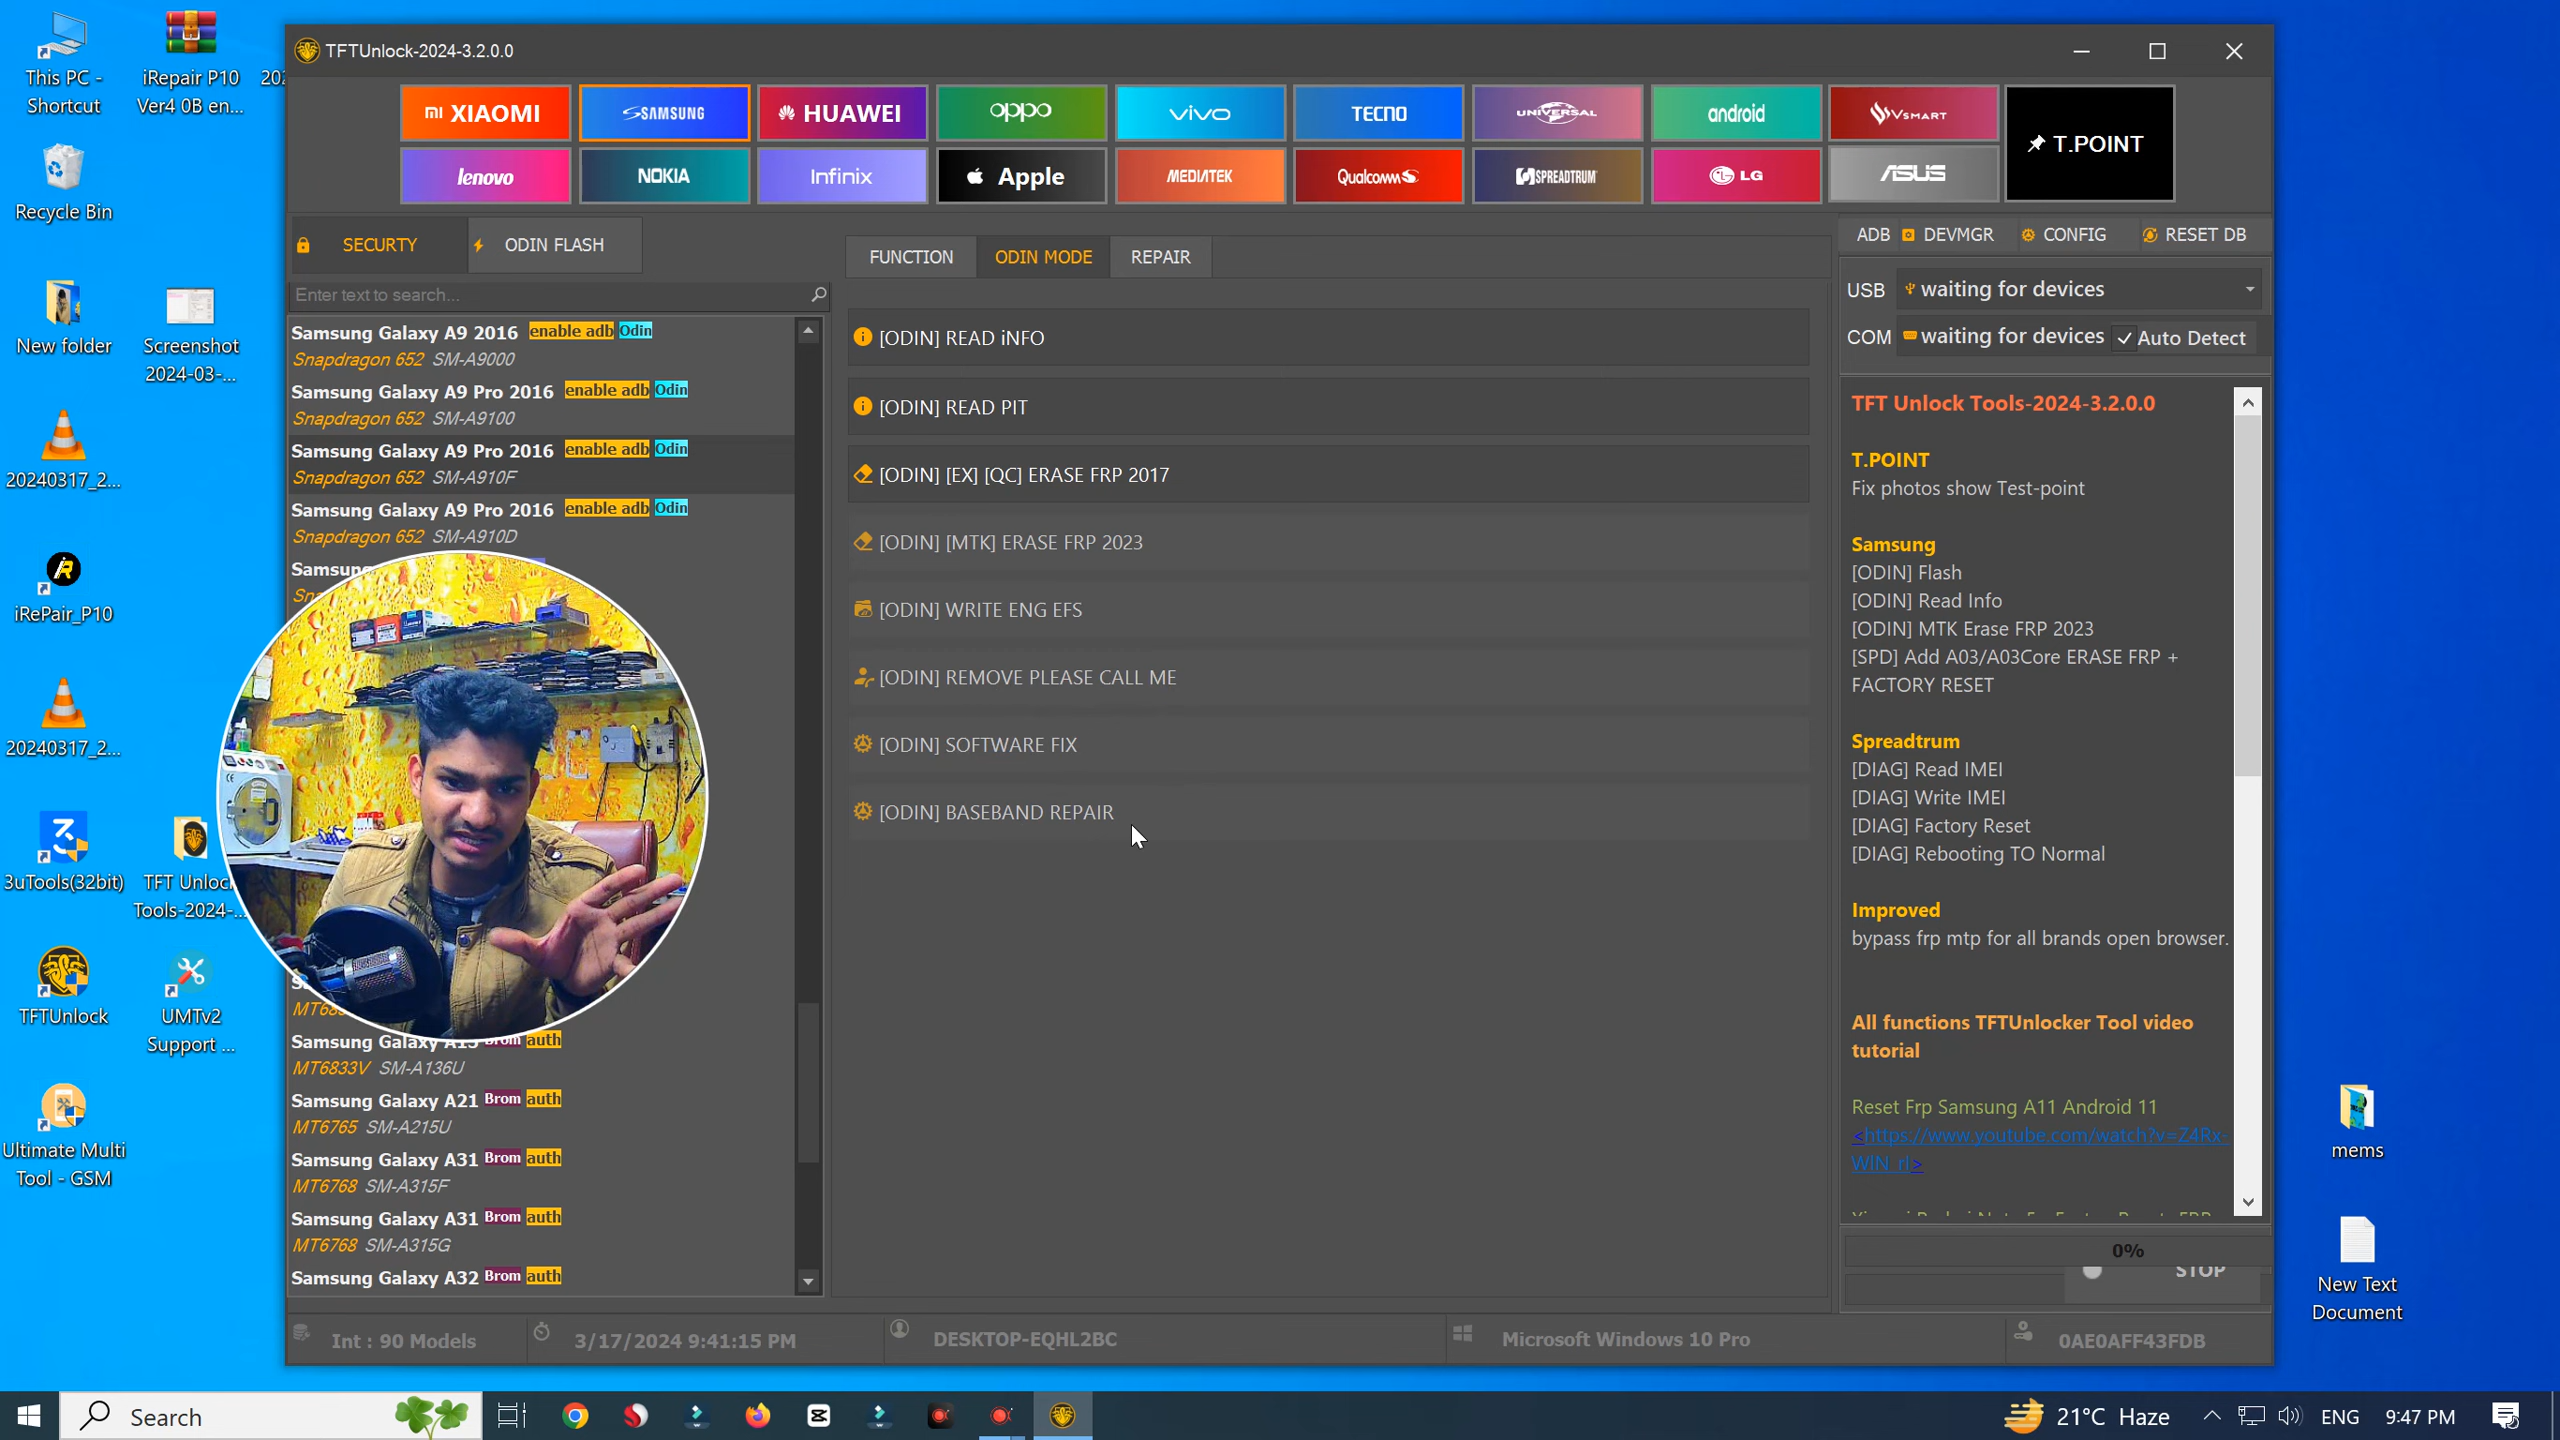 This PC -
Shortcut
iRepair P10
Ver4 0B en...
202
Recycle Bin
New folder
Screenshot
2024-03-...
20240317_2...
iRePair_P10
20240317_2...
3uTools(32bit)
TFT Unloc
Tools-2024-...
TFTUnlock
UMTv2
Support ...
Ultimate Multi
Tool - GSM
TFTUnlock-2024-3.2.0.0
XIAOMI
SAMSUNG
HUAWEI
oppo
vivo
TECNO
UNIVERSAL
android
VSMART
T.POINT
lenovo
NOKIA
Infinix
Apple
MEDIATEK
Qualcomm
SPREADTRUM
LG
ASUS
SECURTY
ODIN FLASH
Enter text to search...
Samsung Galaxy A9 2016 enable adb Odin
Snapdragon 652 SM-A9000
Samsung Galaxy A9 Pro 2016 enable adb Odin
Snapdragon 652 SM-A9100
Samsung Galaxy A9 Pro 2016 enable adb Odin
Snapdragon 652 SM-A910F
Samsung Galaxy A9 Pro 2016 enable adb Odin
Snapdragon 652 SM-A910D
Samsung
MT6833V SM-A136U
Samsung Galaxy A13 Brom auth
Samsung Galaxy A21 Brom auth
MT6765 SM-A215U
Samsung Galaxy A31 Brom auth
MT6768 SM-A315F
Samsung Galaxy A31 Brom auth
MT6768 SM-A315G
Samsung Galaxy A32 Brom auth
FUNCTION
ODIN MODE
REPAIR
[ODIN] READ iNFO
[ODIN] READ PIT
[ODIN] [EX] [QC] ERASE FRP 2017
[ODIN] [MTK] ERASE FRP 2023
[ODIN] WRITE ENG EFS
[ODIN] REMOVE PLEASE CALL ME
[ODIN] SOFTWARE FIX
[ODIN] BASEBAND REPAIR
ADB
DEVMGR
CONFIG
RESET DB
USB waiting for devices
COM waiting for devices Auto Detect
TFT Unlock Tools-2024-3.2.0.0
T.POINT
Fix photos show Test-point
Samsung
[ODIN] Flash
[ODIN] Read Info
[ODIN] MTK Erase FRP 2023
[SPD] Add A03/A03Core ERASE FRP +
FACTORY RESET
Spreadtrum
[DIAG] Read IMEI
[DIAG] Write IMEI
[DIAG] Factory Reset
[DIAG] Rebooting TO Normal
Improved
bypass frp mtp for all brands open browser.
All functions TFTUnlocker Tool video
tutorial
Reset Frp Samsung A11 Android 11
<https://www.youtube.com/watch?v=Z4Rx-
WIN_rI>
0%
STOP
Int : 90 Models
3/17/2024 9:41:15 PM
DESKTOP-EQHL2BC
Microsoft Windows 10 Pro
0AE0AFF43FDB
mems
New Text
Document
Search
21°C Haze
ENG
9:47 PM